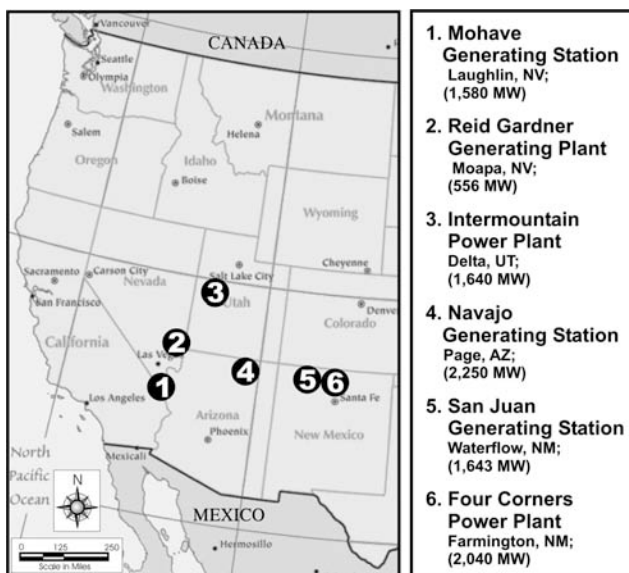 Vancouver
CANADA
Seattle
Olympia
Washington
Montana
Salem
Helena
Oregon
Idaho
Boise
Wyoming
Cheyenne
Salt Lake City
Carson City
Nevada
Sacramento
3
Utah
San Francisco
Denver
Colorado
California
2
Las Ve
4
5
6
1
Santa Fe
Los Angeles
Arizona
Phoenix
New Mexico
Mexicali
North
Pacific
Ocean
N
MEXICO
0 125 250
Scale in Miles
Hermosillo
1. Mohave
Generating Station
Laughlin, NV;
(1,580 MW)
2. Reid Gardner
Generating Plant
Moapa, NV;
(556 MW)
3. Intermountain
Power Plant
Delta, UT;
(1,640 MW)
4. Navajo
Generating Station
Page, AZ;
(2,250 MW)
5. San Juan
Generating Station
Waterflow, NM;
(1,643 MW)
6. Four Corners
Power Plant
Farmington, NM;
(2,040 MW)